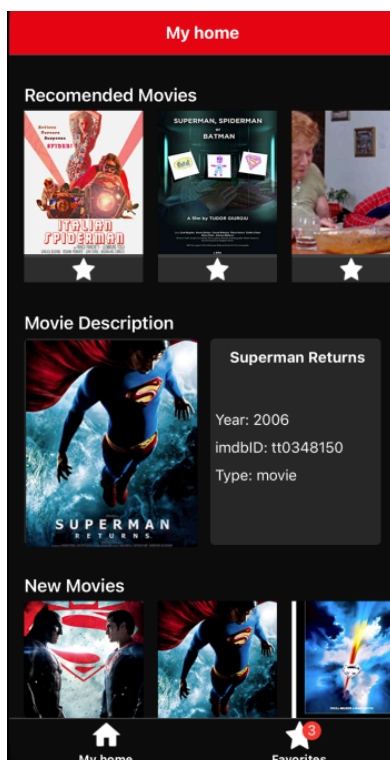 My home
Recomended Movies
ITALIAN
SPIDERMAN
SUPERMAN, SPIDERMAN
or
BATMAN
A film by TUDOR GIURGIU
Movie Description
SUPERMAN
RETURNS
Superman Returns
Year: 2006
imdbID: tt0348150
Type: movie
New Movies
3
My home
Favorites